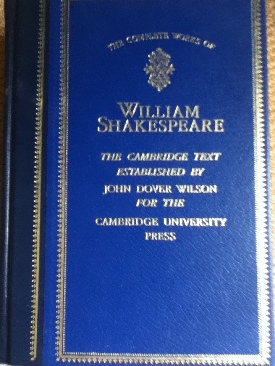 THE COMPLETE WORKS OF
WILLIAM
SHAKESPEARE
THE CAMBRIDGE TEXT
ESTABLISHED BY
JOHN DOVER WILSON
FOR THE
CAMBRIDGE UNIVERSITY
PRESS